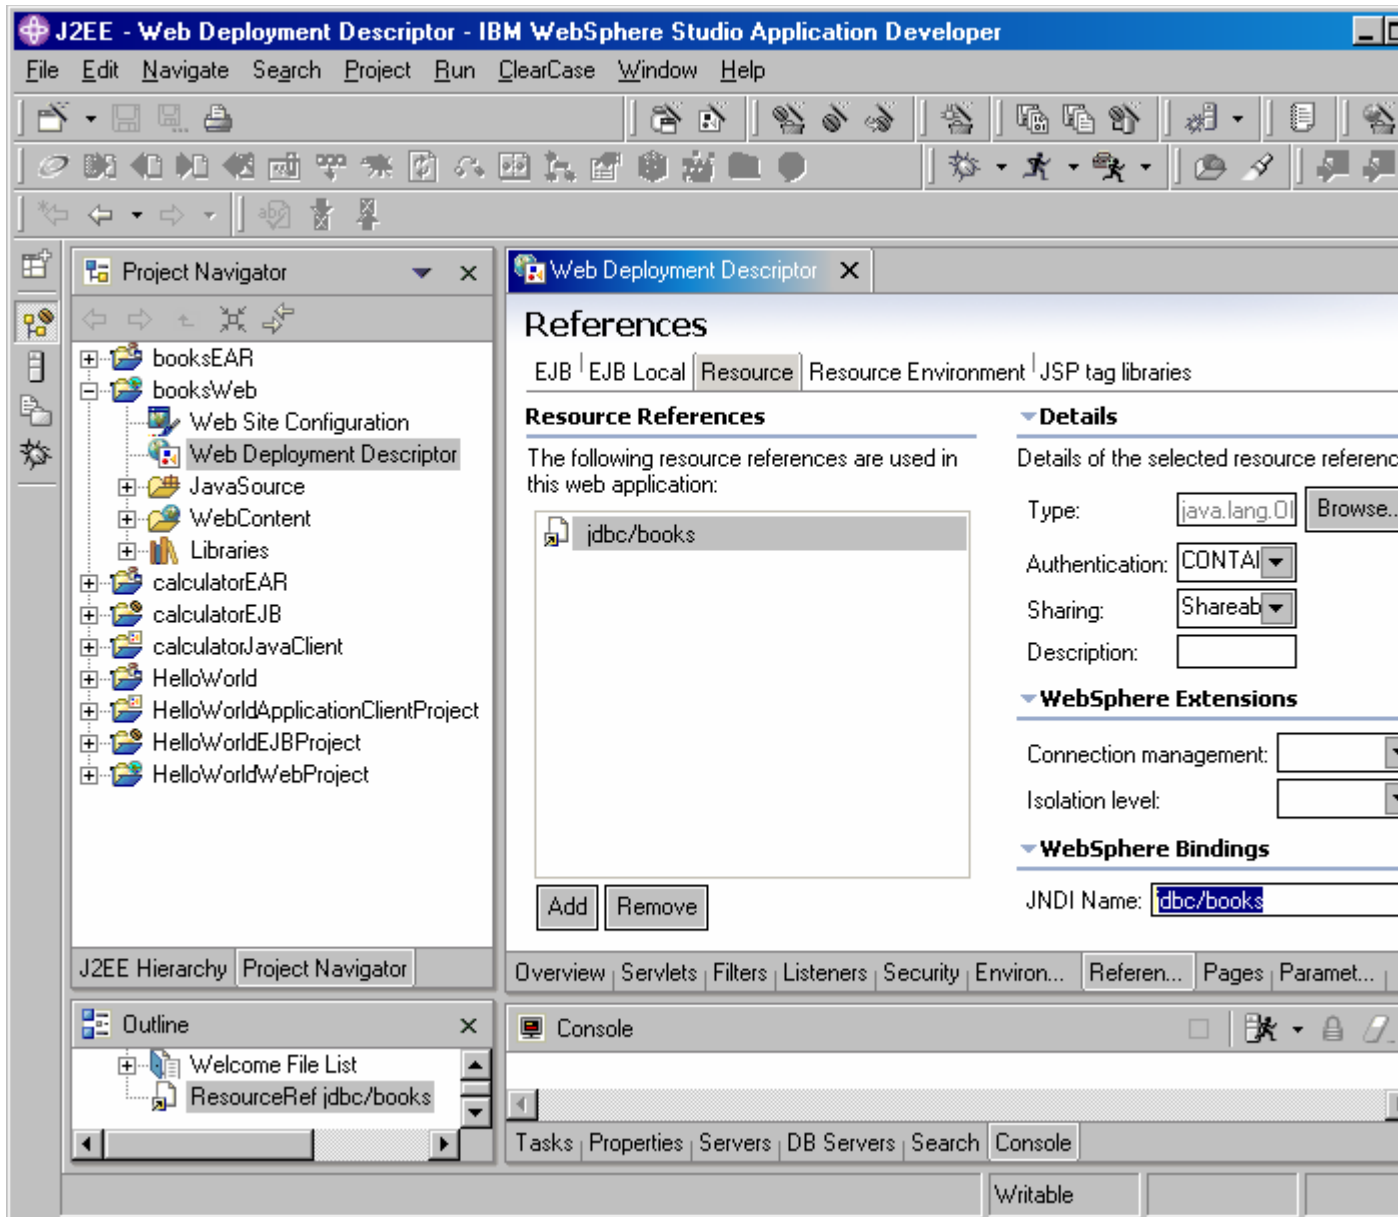 J2EE - Web Deployment Descriptor - IBM WebSphere Studio Application Developer
File Edit Navigate Search Project Run ClearCase Window Help
Project Navigator
booksEAR
booksWeb
Web Site Configuration
Web Deployment Descriptor
JavaSource
WebContent
Libraries
calculatorEAR
calculatorEJB
calculatorJavaClient
HelloWorld
HelloWorldApplicationClientProject
HelloWorldEJBProject
HelloWorldWebProject
J2EE Hierarchy Project Navigator
Outline
Welcome File List
ResourceRef jdbc/books
Web Deployment Descriptor
References
EJB EJB Local Resource Resource Environment JSP tag libraries
Resource References
The following resource references are used in
this web application:
jdbc/books
Add Remove
Details
Details of the selected resource referenc
Type: java.lang.Ol Browse...
Authentication: CONTAI
Sharing: Shareab
Description:
WebSphere Extensions
Connection management:
Isolation level:
WebSphere Bindings
JNDI Name: jdbc/books
Overview Servlets Filters Listeners Security Environ... Referen... Pages Paramet...
Console
Tasks Properties Servers DB Servers Search Console
Writable